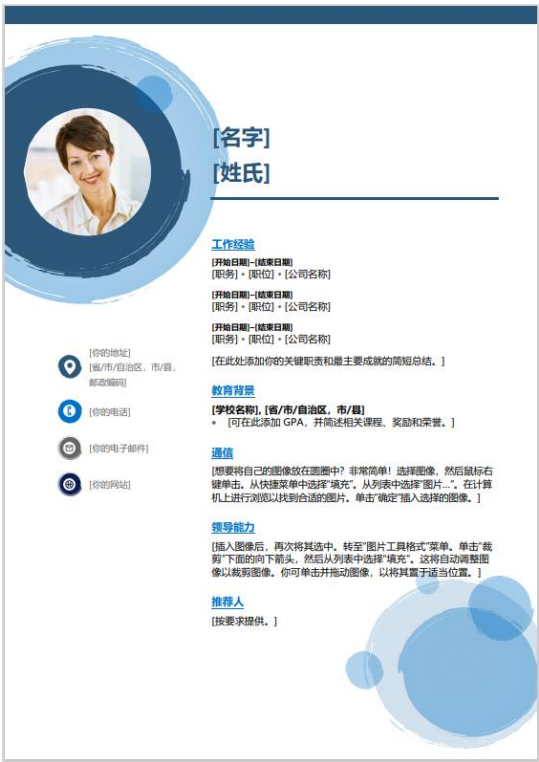 [名字]
[姓氏]
工作经验
[开始日期]–[结束日期]
[职务] • [职位] • [公司名称]
[开始日期]–[结束日期]
[职务] • [职位] • [公司名称]
[开始日期]–[结束日期]
[职务] • [职位] • [公司名称]
[在此处添加你的关键职责和最主要成就的简短总结。]
教育背景
[学校名称], [省/市/自治区，市/县]
• [可在此添加 GPA，并简述相关课程、奖励和荣誉。]
通信
[想要将自己的图像放在圆圈中？非常简单！选择图像，然后鼠标右
键单击。从快捷菜单中选择“填充”。从列表中选择“图片...”。在计算
机上进行浏览以找到合适的图片。单击“确定”插入选择的图像。]
领导能力
[插入图像后，再次将其选中。转至“图片工具格式”菜单。单击“裁
剪”下面的向下箭头，然后从列表中选择“填充”。这将自动调整图
像以裁剪图像。你可单击并拖动图像，以将其置于适当位置。]
推荐人
[按要求提供。]
[你的地址]
[省/市/自治区，市/县，
邮政编码]
[你的电话]
[你的电子邮件]
[你的网站]